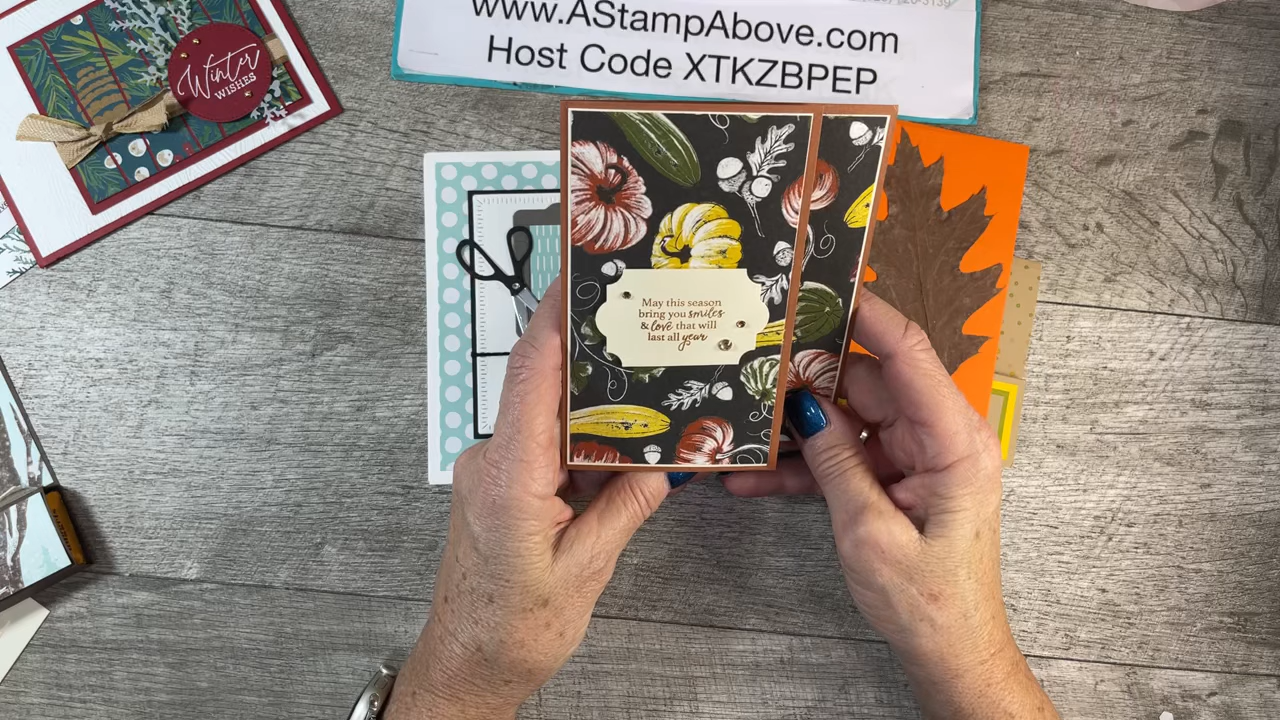 www.AStampAbove.com
Host Code XTKZBPEP
Winter
WISHES
May this season
bring you smiles
& love that will
last all year